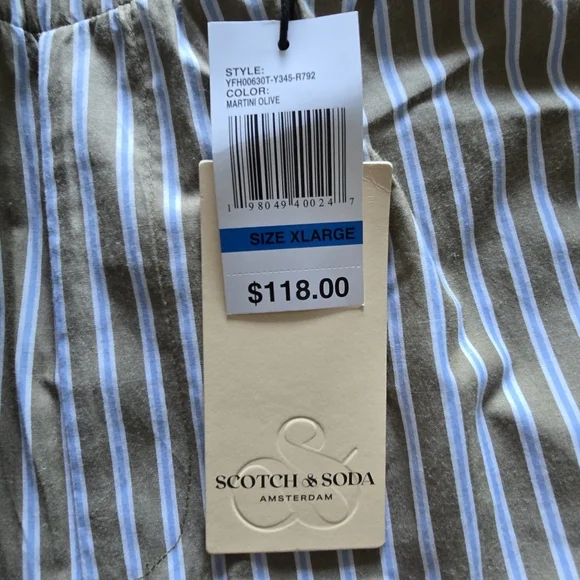 STYLE:
YFH00630T-Y345-R792
COLOR:
MARTINI OLIVE
1 98049 40024 7
SIZE XLARGE
$118.00
SCOTCH & SODA
AMSTERDAM